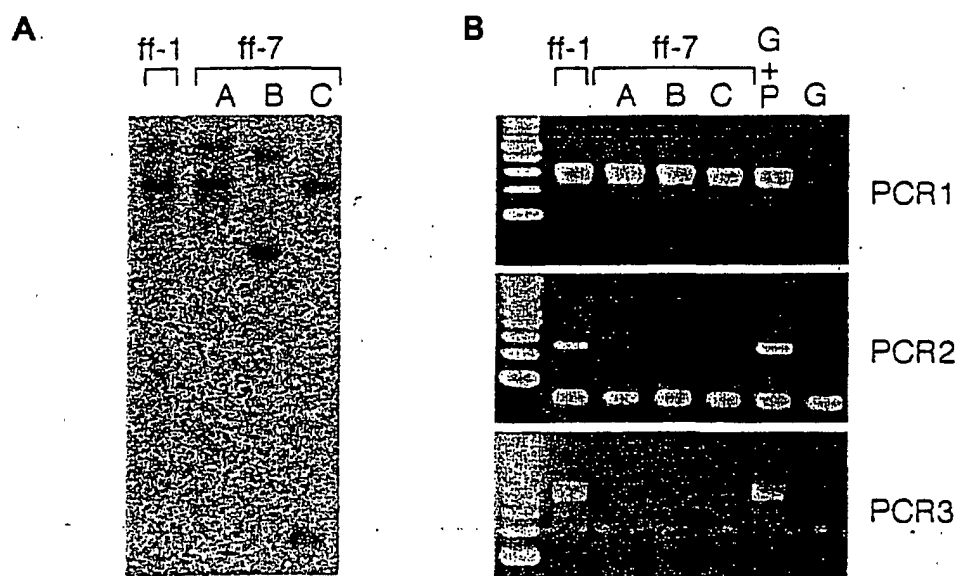 A
ff-1 ff-7
A B C
B
ff-1 ff-7 G
+
A B C P G
PCR1
PCR2
PCR3